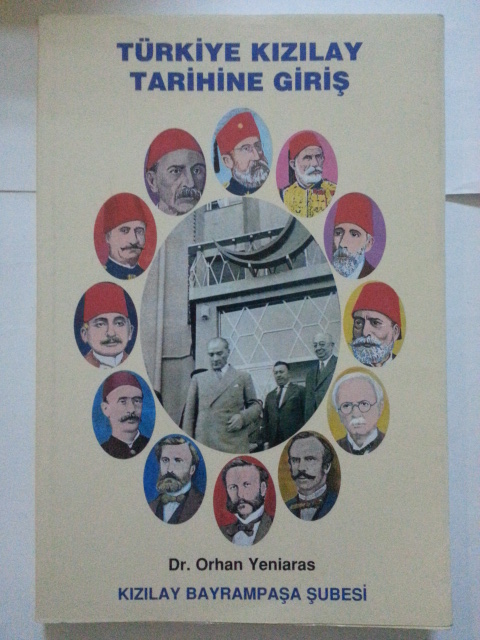 TÜRKİYE KIZILAY
TARİHİNE GİRİŞ
Dr. Orhan Yeniaras
KIZILAY BAYRAMPAŞA ŞUBESİ